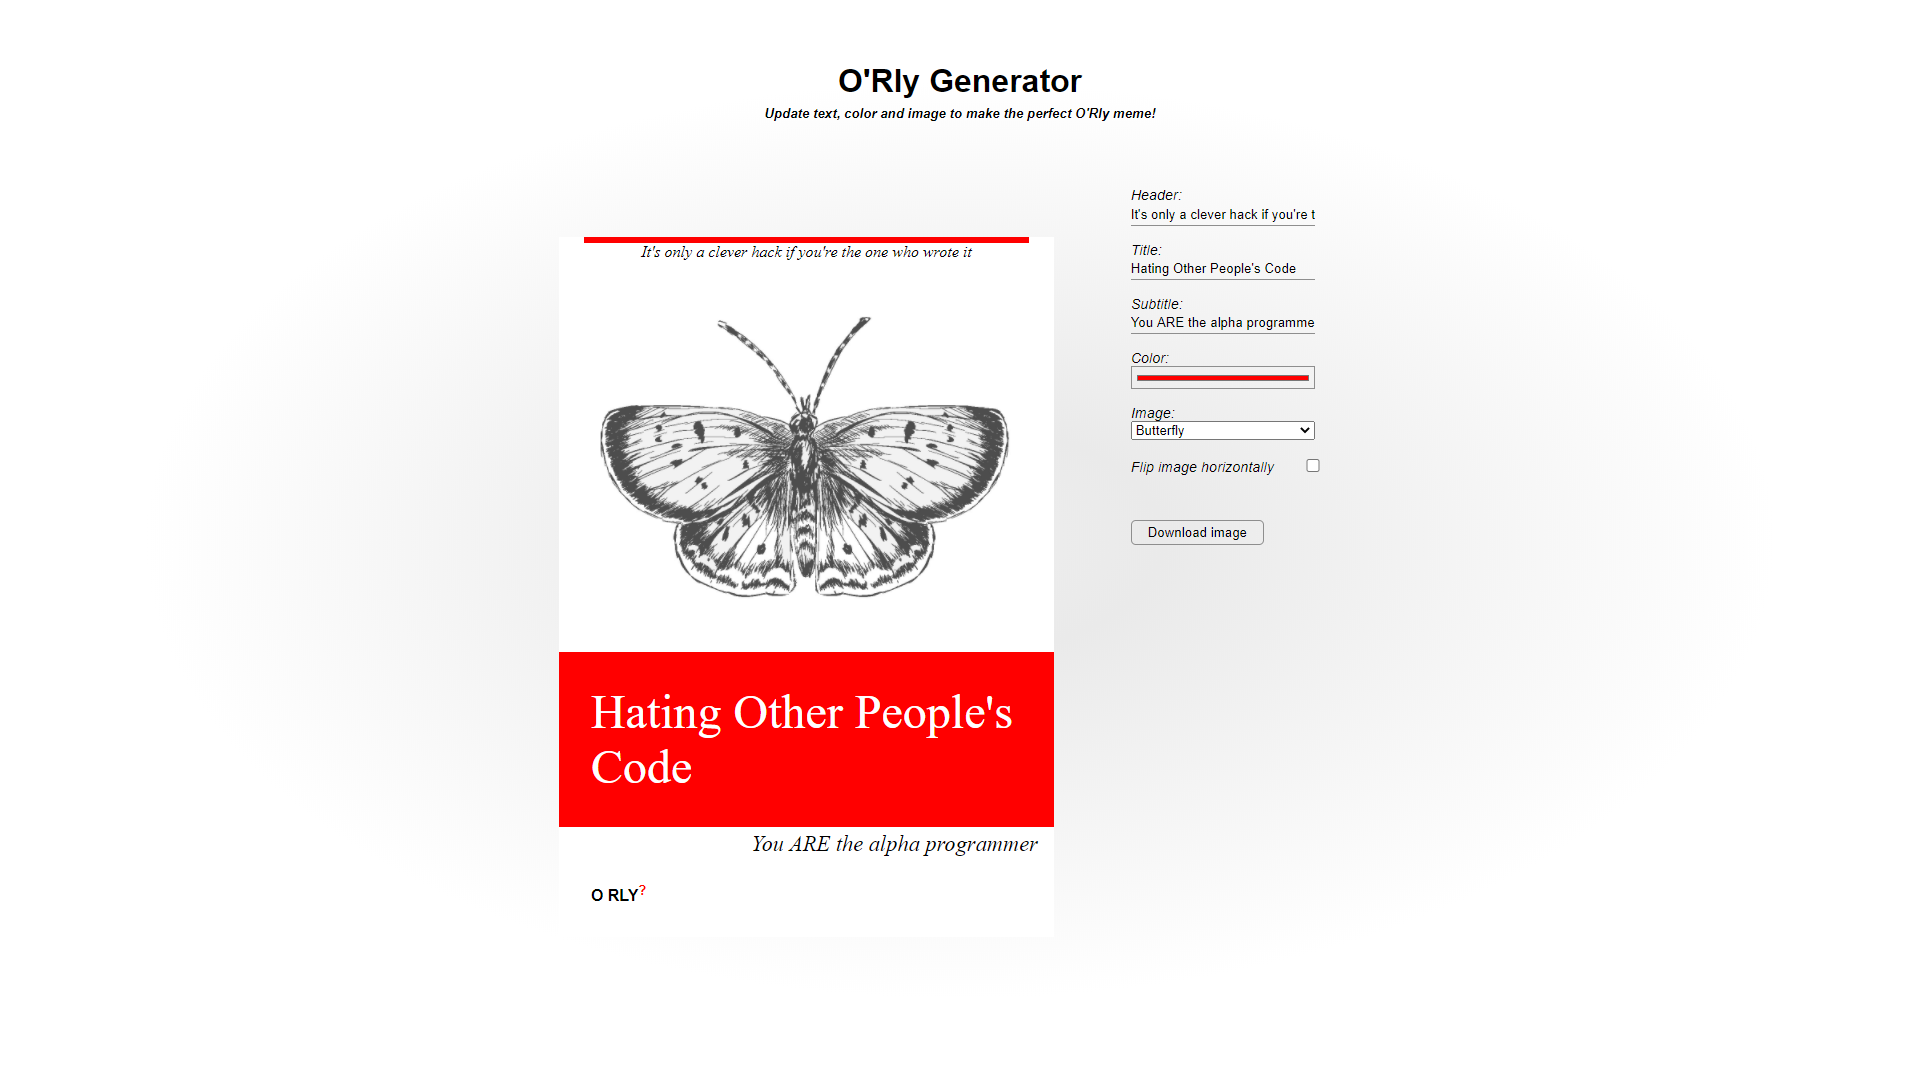 O'Rly Generator
Update text, color and image to make the perfect O'Rly meme!
It's only a clever hack if you're the one who wrote it
Hating Other People's
Code
You ARE the alpha programmer
O RLY?
Header:
It's only a clever hack if you're t
Title:
Hating Other People's Code
Subtitle:
You ARE the alpha programme
Color:
Image:
Butterfly
Flip image horizontally
Download image